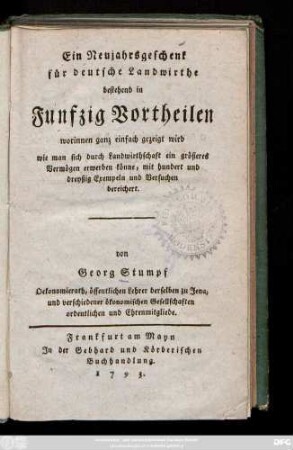 Ein Neujahrsgeschenk
für deutsche Landwirthe
bestehend in
Funfzig Vortheilen
worinnen ganz einfach gezeigt wird
wie man sich durch Landwirthschaft ein größeres
Vermögen erwerben könne, mit hundert und
dreyßig Exempeln und Versuchen
bereichert.
von
Georg Stumpf
Oekonomierath, öffentlichen Lehrer derselben zu Jena,
und verschiedener ökonomischen Gesellschaften
ordentlichen und Ehrenmitgliede.
Frankfurt am Mayn
In der Gebhard und Körberischen
Buchhandlung.